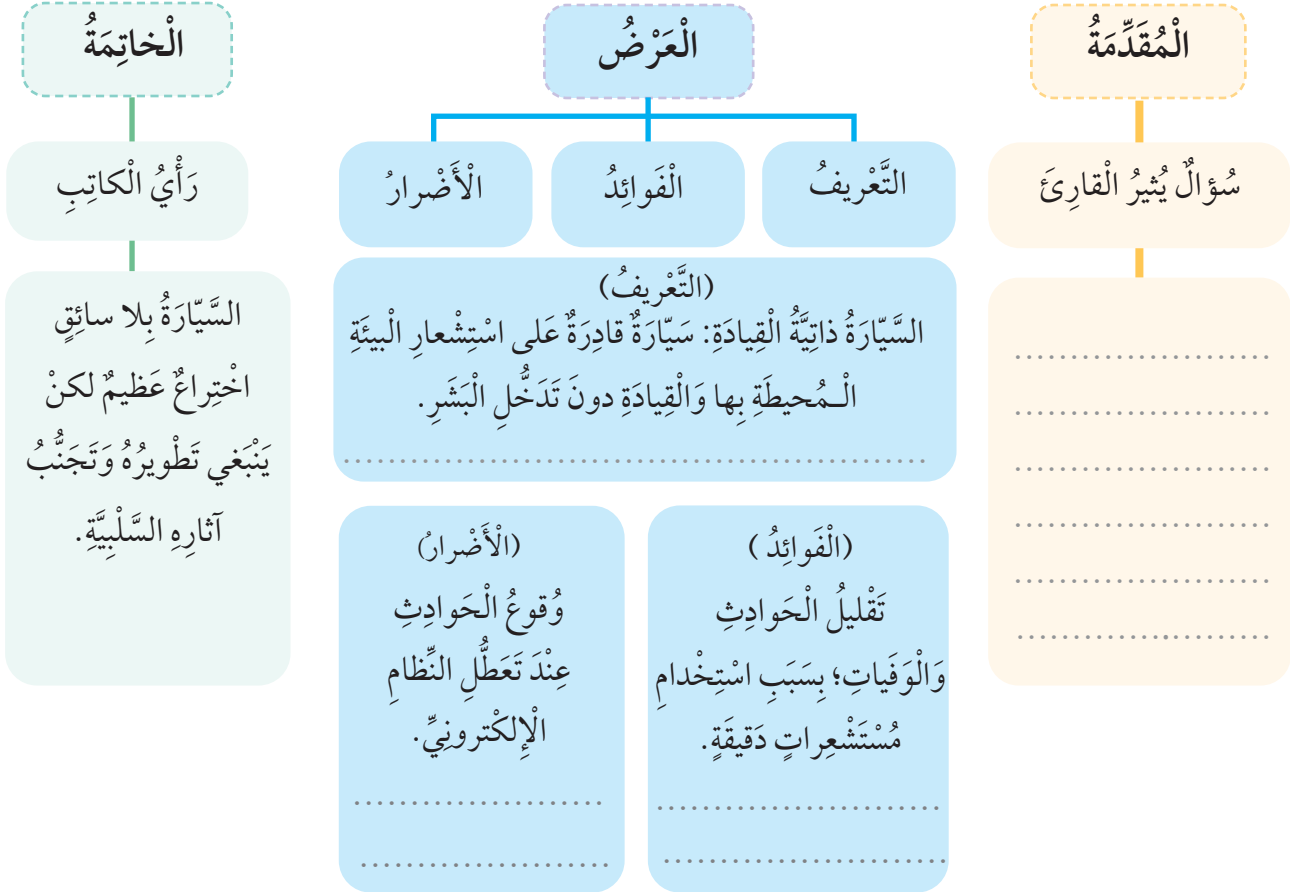 الْمُقَدِّمَةُ
سُؤالٌ يُثيرُ الْقارِئَ
......................
......................
......................
......................
......................
......................
الْعَرْضُ
التَّعْريفُ
الْفَوائِدُ
الْأَضْرارُ
(التَّعْريفُ)
السَّيّارَةُ ذاتِيَّةُ الْقِيادَةِ: سَيّارَةٌ قادِرَةٌ عَلى اسْتِشْعارِ الْبيئَةِ
الْـمُحيطَةِ بِها وَالْقِيادَةِ دونَ تَدَخُّلِ الْبَشَرِ.
..................................................
(الْفَوائِدُ )
تَقْليلُ الْحَوادِثِ
وَالْوَفَياتِ؛ بِسَبَبِ اسْتِخْدامِ
مُسْتَشْعِراتٍ دَقيقَةٍ.
.........................
.........................
(الْأَضْرارُ)
وُقوعُ الْحَوادِثِ
عِنْدَ تَعَطُّلِ النِّظامِ
الْإِلكْترونِيِّ.
......................
......................
الْخاتِمَةُ
رَأْيُ الْكاتِبِ
السَّيّارَةُ بِلا سائِقٍ
اخْتِراعٌ عَظيمٌ لكنْ
يَنْبَغي تَطْويرُهُ وَتَجَنُّبُ
آثارِهِ السَّلْبِيَّةِ.